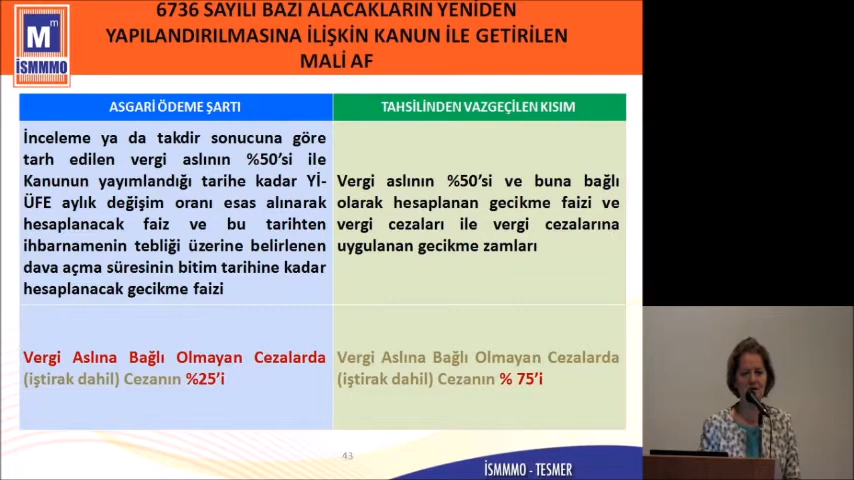 6736 SAYILI BAZI ALACAKLARIN YENİDEN
YAPILANDIRILMASINA İLİŞKİN KANUN İLE GETİRİLEN
MALİ AF
Mm
İSMMMO
ASGARİ ÖDEME ŞARTI
İnceleme ya da takdir sonucuna göre
tarh edilen vergi aslının %50’si ile
Kanunun yayımlandığı tarihe kadar Yİ-
ÜFE aylık değişim oranı esas alınarak
hesaplanacak faiz ve bu tarihten
ihbarnamenin tebliği üzerine belirlenen
dava açma süresinin bitim tarihine kadar
hesaplanacak gecikme faizi
TAHSİLİNDEN VAZGEÇİLEN KISIM
Vergi aslının %50’si ve buna bağlı
olarak hesaplanan gecikme faizi ve
vergi cezaları ile vergi cezalarına
uygulanan gecikme zamları
Vergi Aslına Bağlı Olmayan Cezalarda
(iştirak dahil) Cezanın %25’i
Vergi Aslına Bağlı Olmayan Cezalarda
(iştirak dahil) Cezanın % 75’i
43
İSMMMO - TESMER